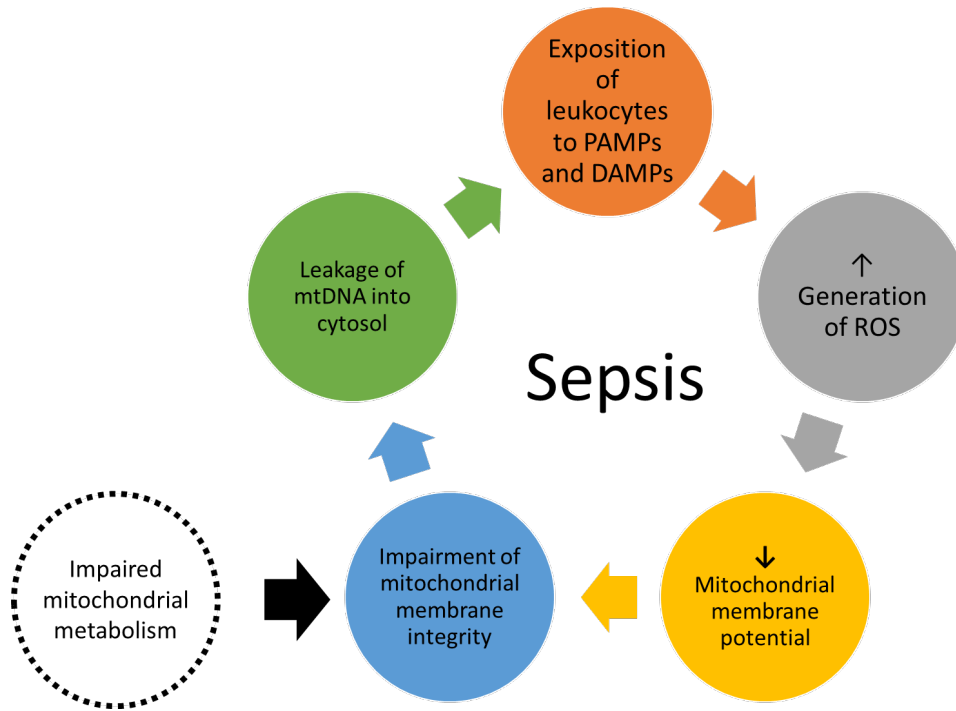 Exposition
of
leukocytes
to PAMPs
and DAMPs
↑
Generation
of ROS
Leakage of
mtDNA into
cytosol
Sepsis
Impaired
mitochondrial
metabolism
Impairment of
mitochondrial
membrane
integrity
↓
Mitochondrial
membrane
potential